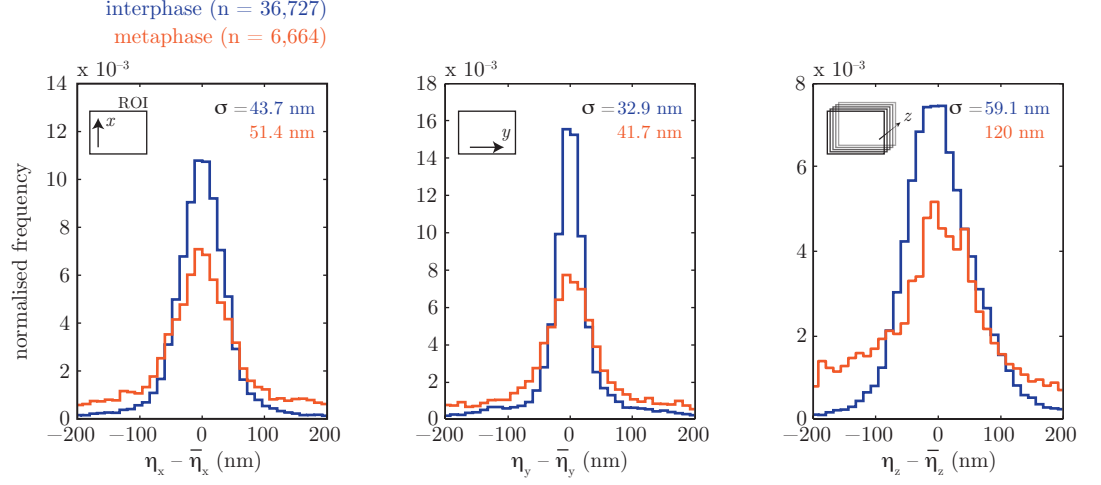 interphase (n = 36,727)
metaphase (n = 6,664)
x 10⁻³
14
12
10
8
6
4
2
0
−200
−100
0
100
200
normalised frequency
ROI
x
σ = 43.7 nm
51.4 nm
ηₓ – η̄ₓ (nm)
x 10⁻³
18
16
14
12
10
8
6
4
2
0
−200
−100
0
100
200
y
σ = 32.9 nm
41.7 nm
η_y – η̄_y (nm)
x 10⁻³
8
6
4
2
0
−200
−100
0
100
200
z
σ = 59.1 nm
120 nm
η_z – η̄_z (nm)